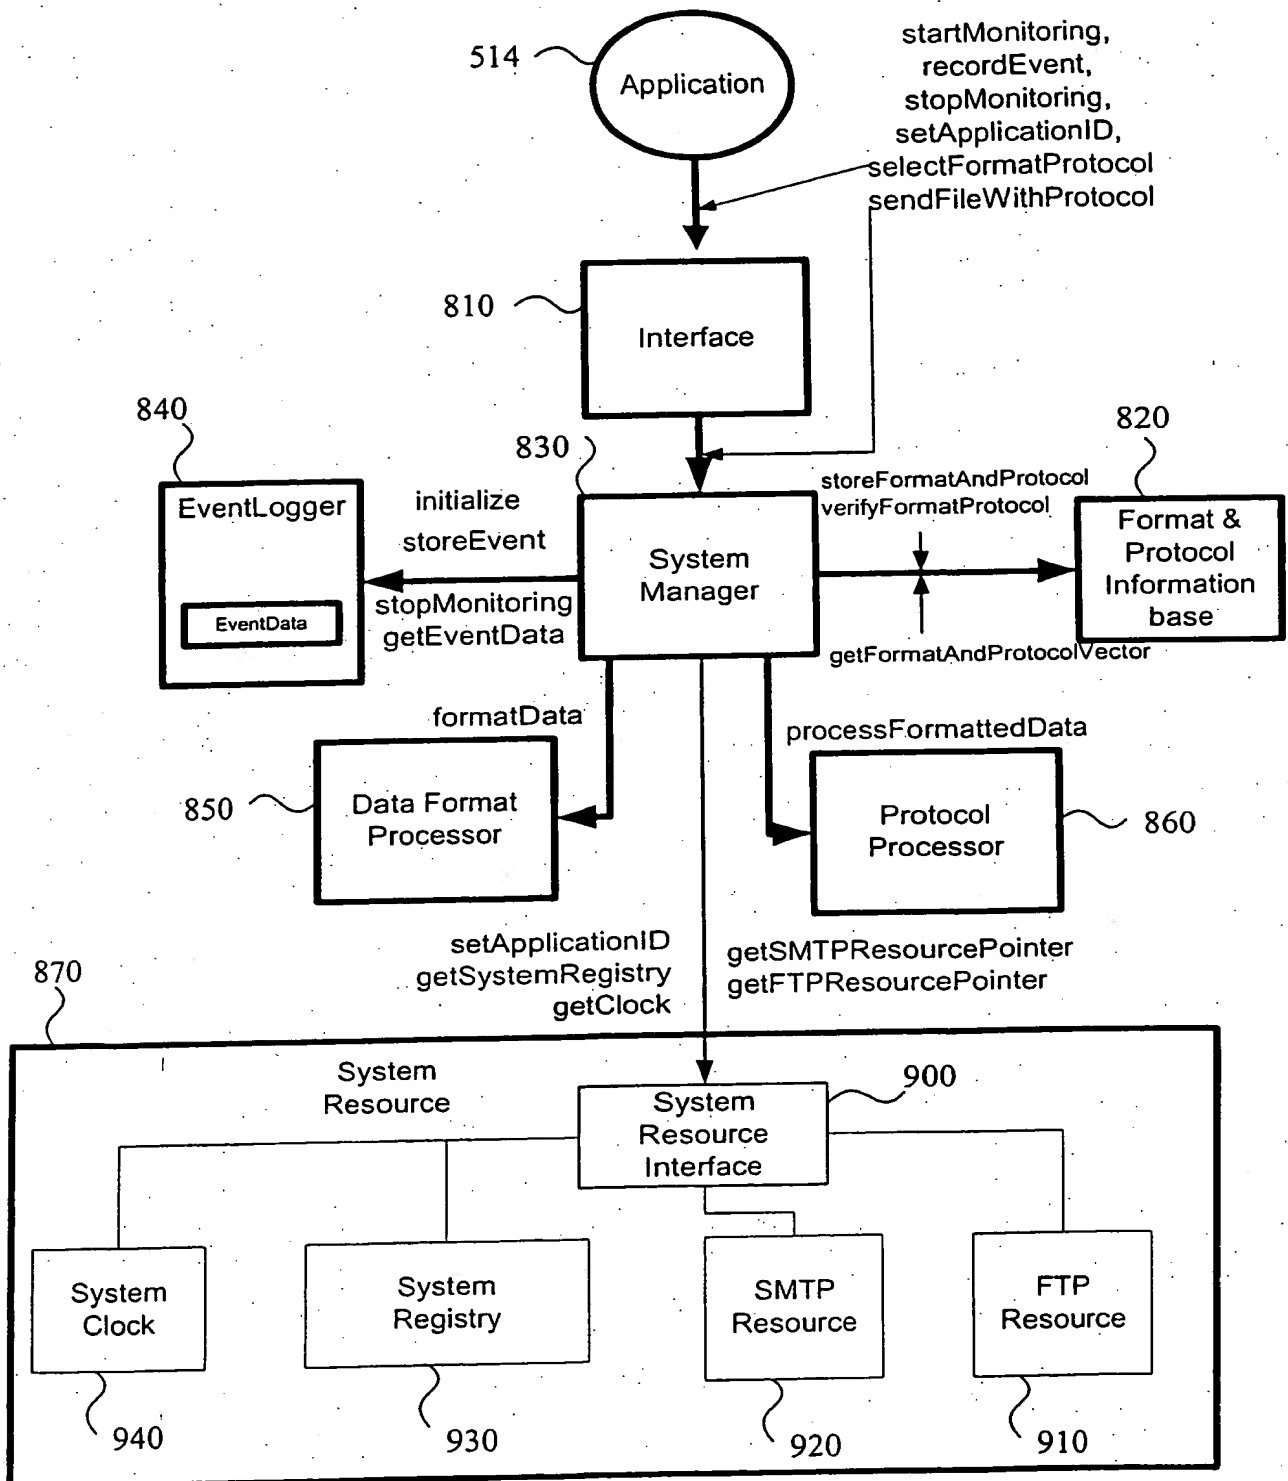 514
Application
startMonitoring,
recordEvent,
stopMonitoring,
setApplicationID,
selectFormatProtocol
sendFileWithProtocol
810
Interface
840
830
820
EventLogger
EventData
initialize
storeEvent
stopMonitoring
getEventData
System
Manager
storeFormatAndProtocol
verifyFormatProtocol
getFormatAndProtocolVector
Format &
Protocol
Information
base
formatData
processFormattedData
850
Data Format
Processor
Protocol
Processor
860
setApplicationID
getSystemRegistry
getClock
getSMTPResourcePointer
getFTPResourcePointer
870
System
Resource
System
Resource
Interface
900
System
Clock
System
Registry
SMTP
Resource
FTP
Resource
940
930
920
910